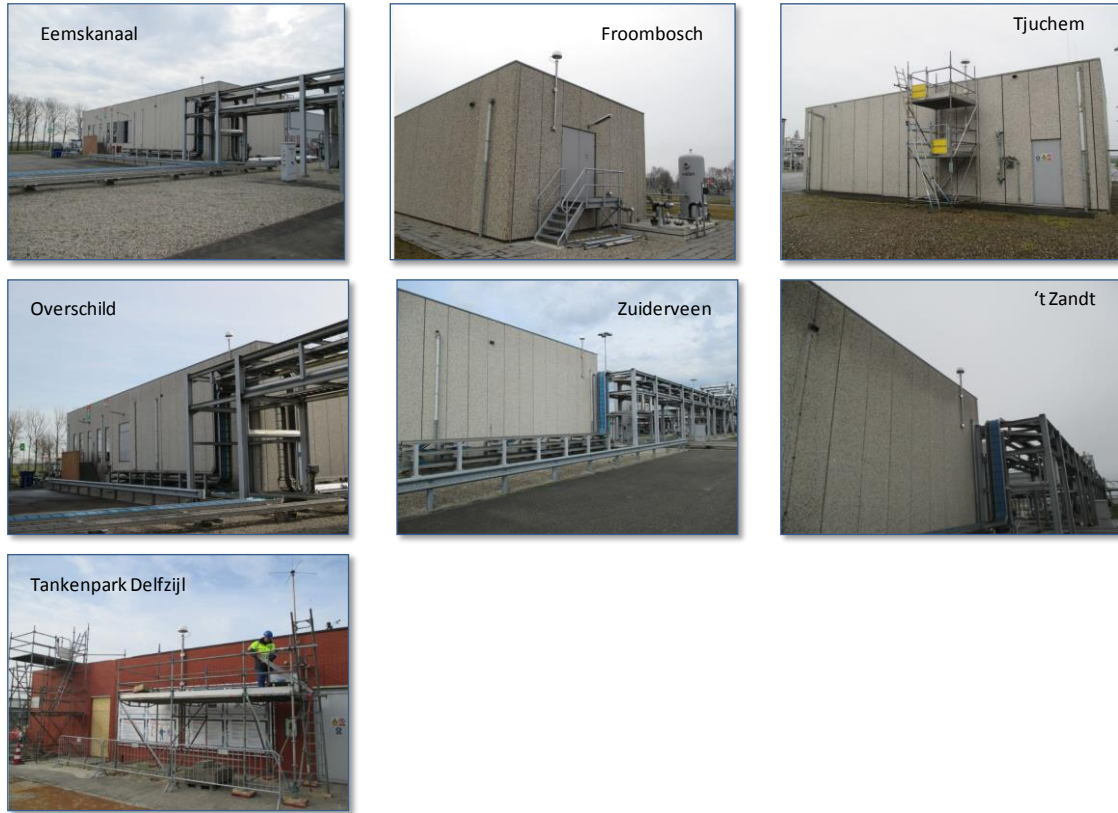 Eemskanaal
Froombosch
Tjuchem
Overschild
Zuiderveen
‘t Zandt
Tankenpark Delfzijl